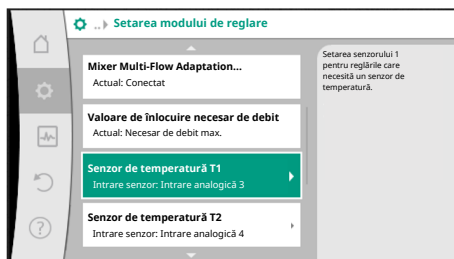 ..▸ Setarea modului de reglare
Mixer Multi-Flow Adaptation...
Actual: Conectat
Valoare de înlocuire necesar de debit
Actual: Necesar de debit max.
Senzor de temperatură T1
Intrare senzor: Intrare analogică 3
Senzor de temperatură T2
Intrare senzor: Intrare analogică 4
Setarea senzorului 1
pentru reglările care
necesită un senzor de
temperatură.